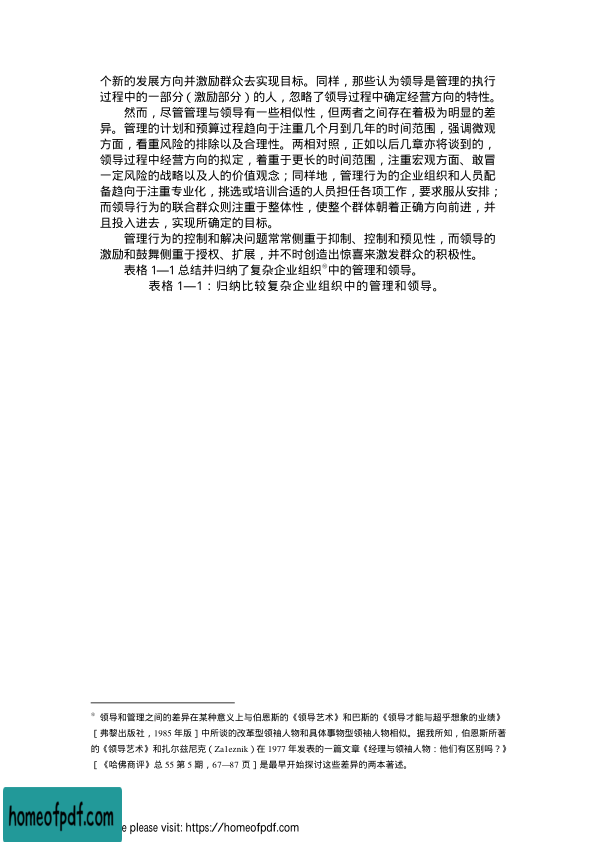 个新的发展方向并激励群众去实现目标。同样，那些认为领导是管理的执行
过程中的一部分（激励部分）的人，忽略了领导过程中确定经营方向的特性。
然而，尽管管理与领导有一些相似性，但两者之间存在着极为明显的差
异。管理的计划和预算过程趋向于注重几个月到几年的时间范围，强调微观
方面，看重风险的排除以及合理性。两相对照，正如以后几章亦将谈到的，
领导过程中经营方向的拟定，着重于更长的时间范围，注重宏观方面、敢冒
一定风险的战略以及人的价值观念；同样地，管理行为的企业组织和人员配
备趋向于注重专业化，挑选或培训合适的人员担任各项工作，要求服从安排；
而领导行为的联合群众则注重于整体性，使整个群体朝着正确方向前进，并
且投入进去，实现所确定的目标。
管理行为的控制和解决问题常常侧重于抑制、控制和预见性，而领导的
激励和鼓舞侧重于授权、扩展，并不时创造出惊喜来激发群众的积极性。
表格 1—1 总结并归纳了复杂企业组织※中的管理和领导。
表格 1—1：归纳比较复杂企业组织中的管理和领导。
※ 领导和管理之间的差异在某种意义上与伯恩斯的《领导艺术》和巴斯的《领导才能与超乎想象的业绩》
［弗黎出版社，1985 年版］中所谈的改革型领袖人物和具体事物型领袖人物相似。据我所知，伯恩斯所著
的《领导艺术》和扎尔兹尼克（Zaleznik）在 1977 年发表的一篇文章《经理与领袖人物：他们有区别吗？》
［《哈佛商评》总 55 第 5 期，67—87 页］是最早开始探讨这些差异的两本著述。
homeofpdf.com
e please visit: https://homeofpdf.com